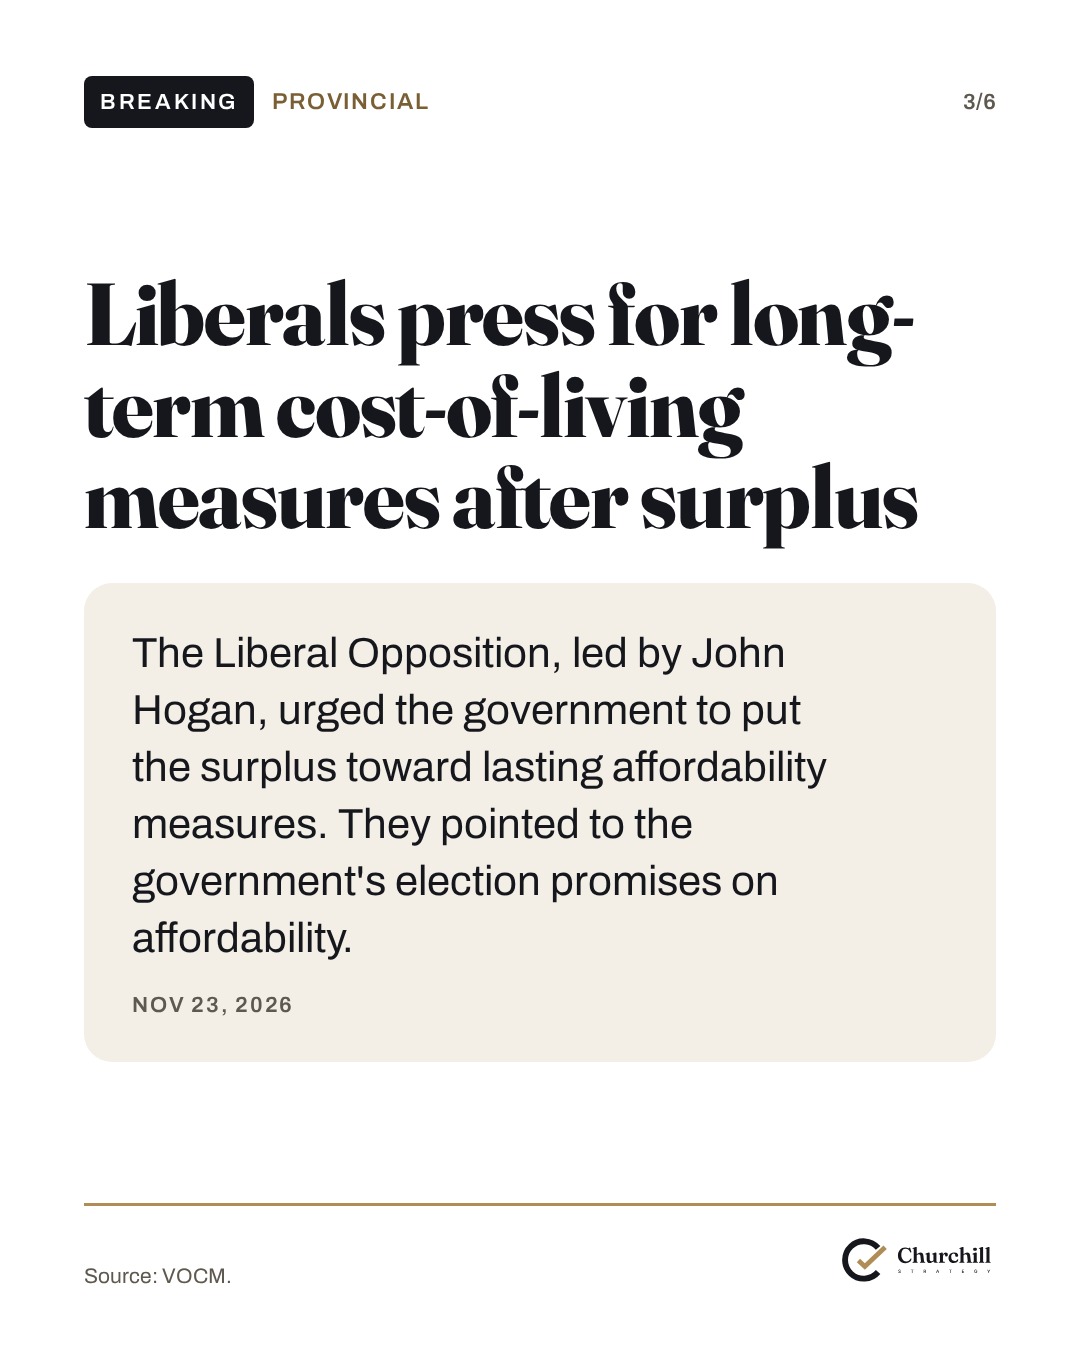 BREAKING PROVINCIAL 3/6
Liberals press for long-
term cost-of-living
measures after surplus
The Liberal Opposition, led by John
Hogan, urged the government to put
the surplus toward lasting affordability
measures. They pointed to the
government's election promises on
affordability.
NOV 23, 2026
Source: VOCM.
Churchill
STRATEGY